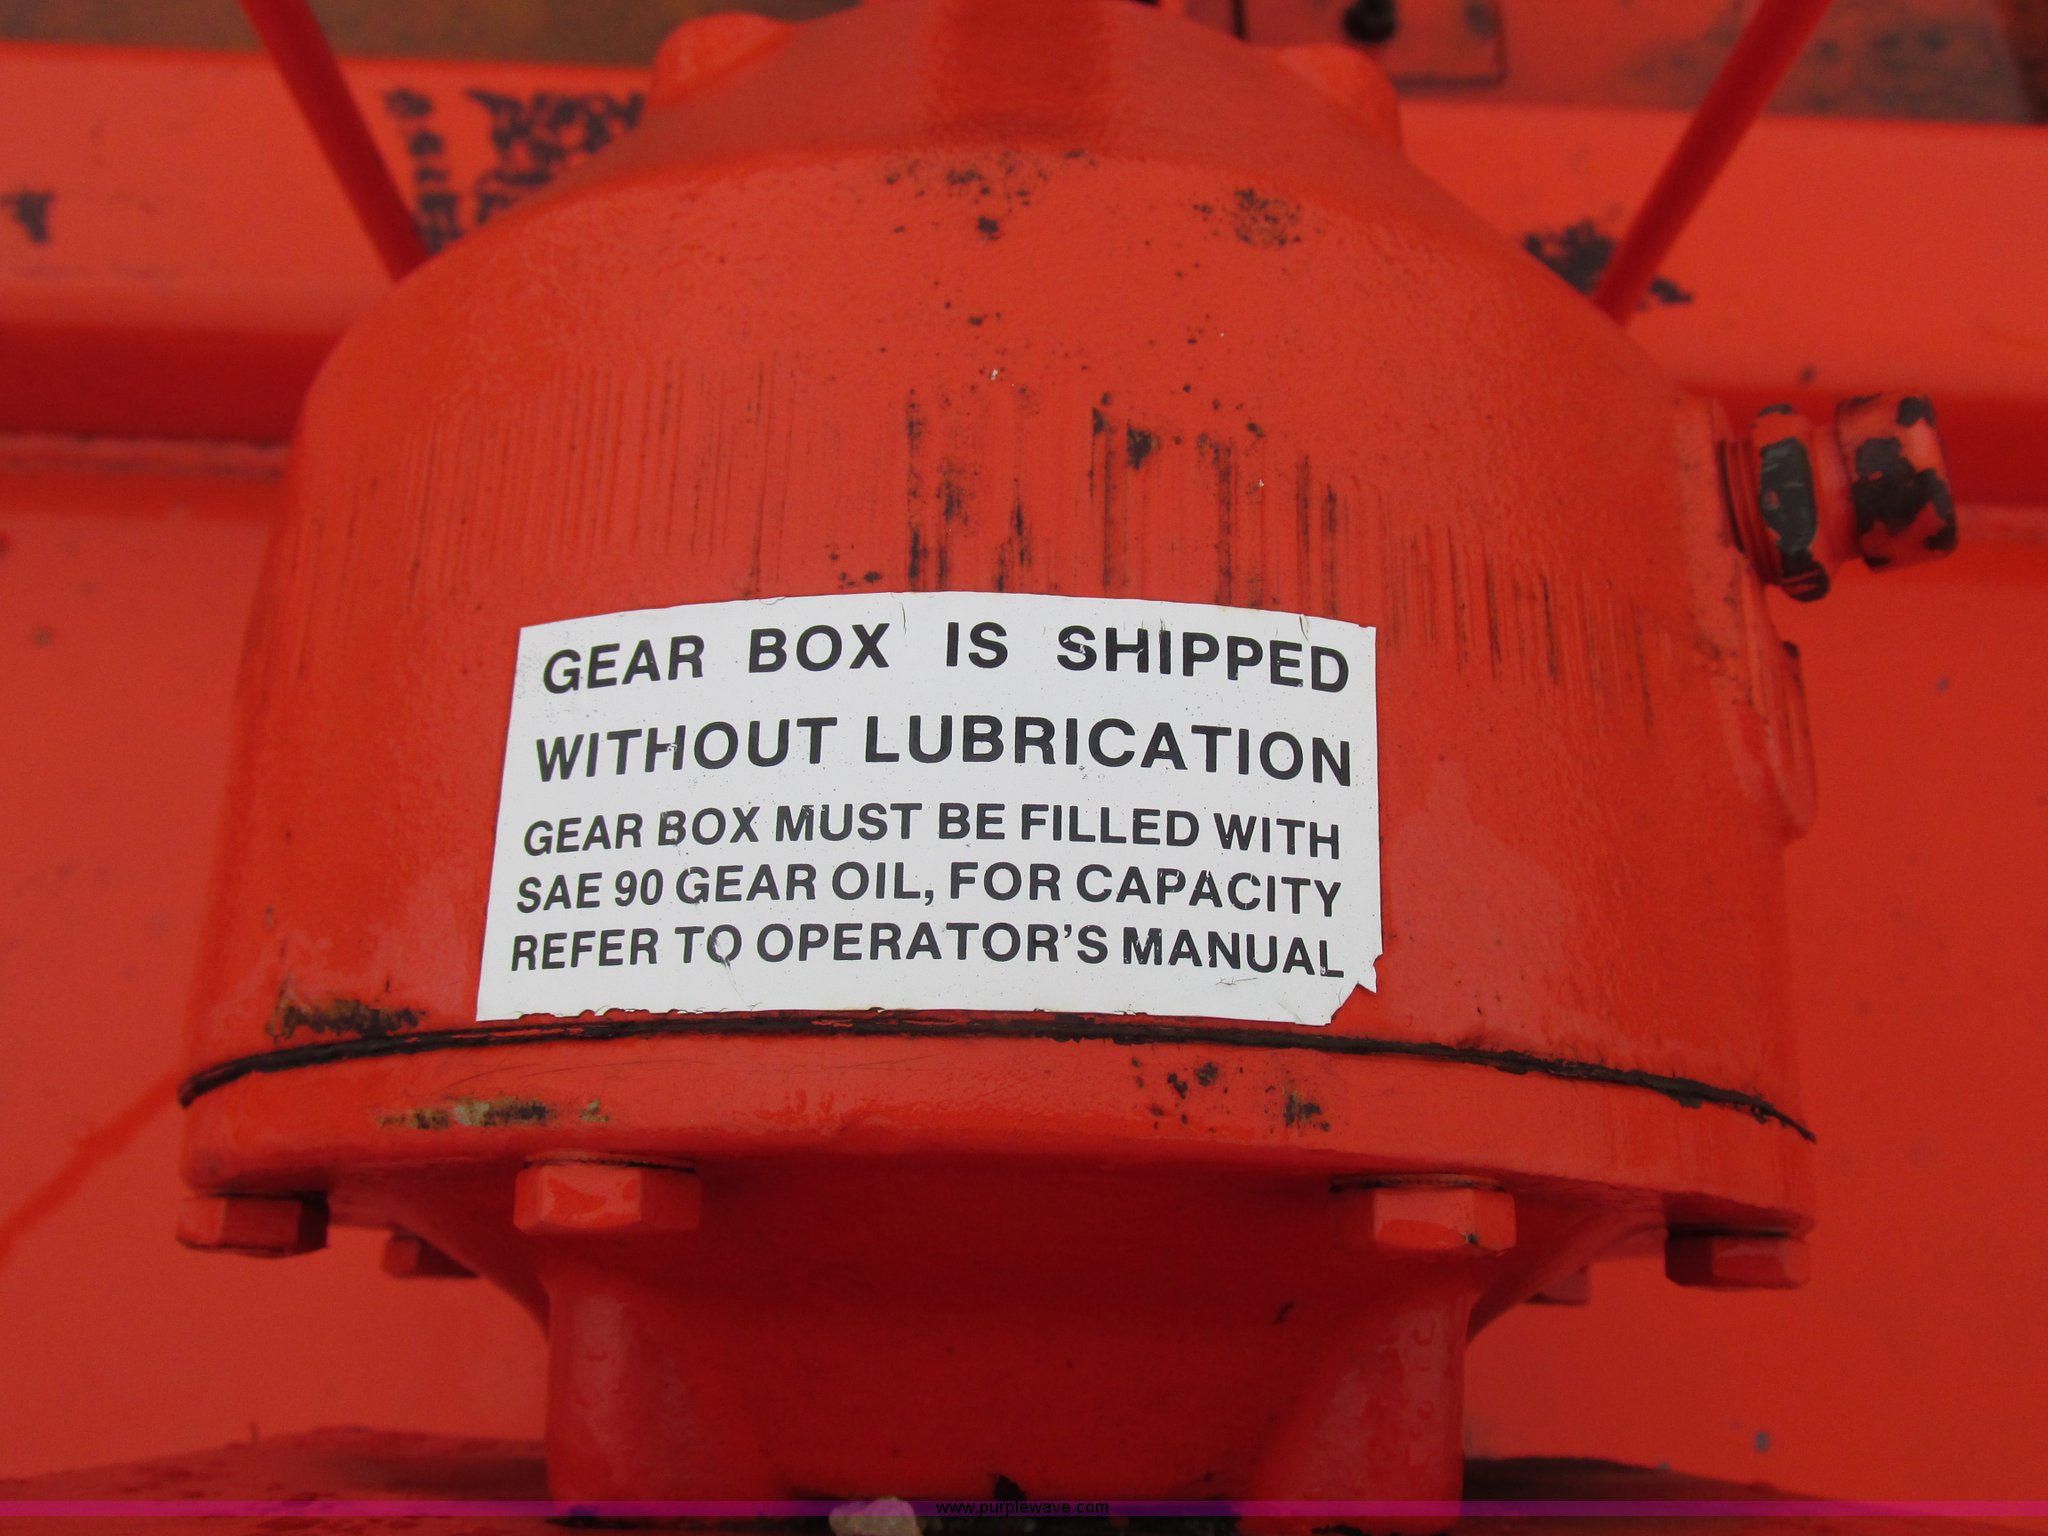 GEAR BOX IS SHIPPED
WITHOUT LUBRICATION
GEAR BOX MUST BE FILLED WITH
SAE 90 GEAR OIL, FOR CAPACITY
REFER TO OPERATOR'S MANUAL
www.purplewave.com